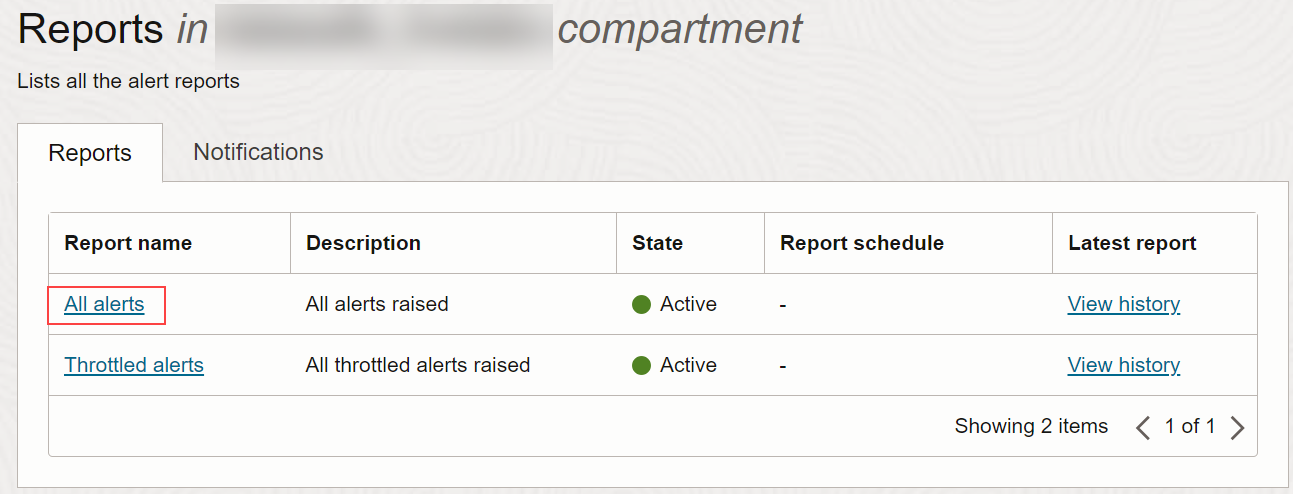 Reports in compartment
Lists all the alert reports
Reports Notifications
Report name Description State Report schedule Latest report
All alerts All alerts raised Active - View history
Throttled alerts All throttled alerts raised Active - View history
Showing 2 items 1 of 1